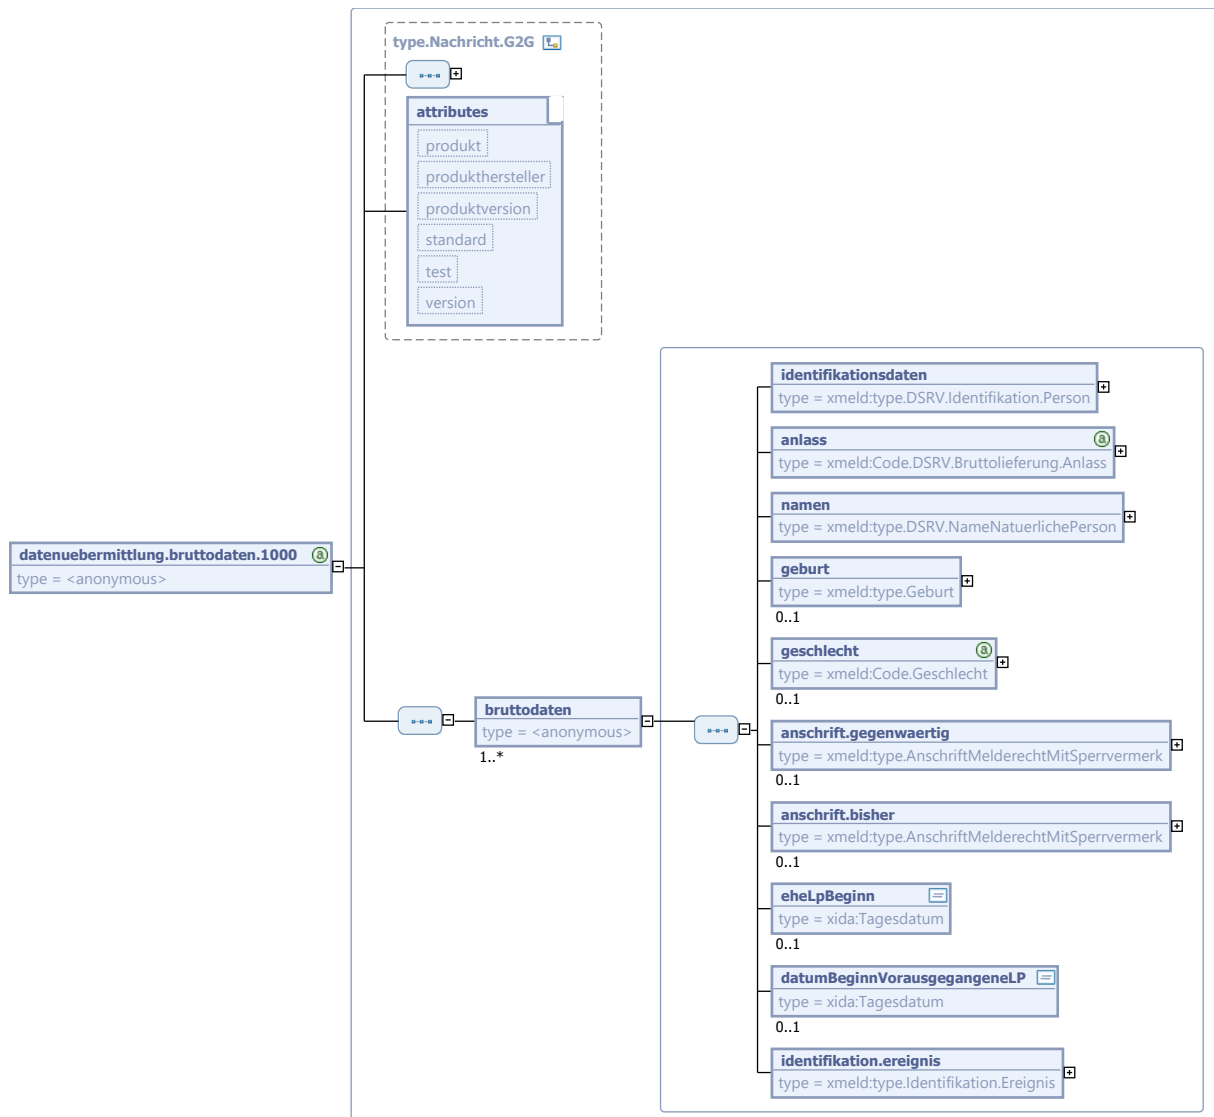 type.Nachricht.G2G
attributes
produkt
produkthersteller
produktversion
standard
test
version
datenuebermittlung.bruttodaten.1000
type = <anonymous>
bruttodaten
type = <anonymous>
1..*
identifikationsdaten
type = xmeld:type.DSRV.Identifikation.Person
anlass
type = xmeld:Code.DSRV.Bruttolieferung.Anlass
namen
type = xmeld:type.DSRV.NameNatuerlichePerson
geburt
type = xmeld:type.Geburt
0..1
geschlecht
type = xmeld:Code.Geschlecht
0..1
anschrift.gegenwaertig
type = xmeld:type.AnschriftMelderechtMitSperrvermerk
0..1
anschrift.bisher
type = xmeld:type.AnschriftMelderechtMitSperrvermerk
0..1
eheLpBeginn
type = xida:Tagesdatum
0..1
datumBeginnVorausgegangeneLP
type = xida:Tagesdatum
0..1
identifikation.ereignis
type = xmeld:type.Identifikation.Ereignis